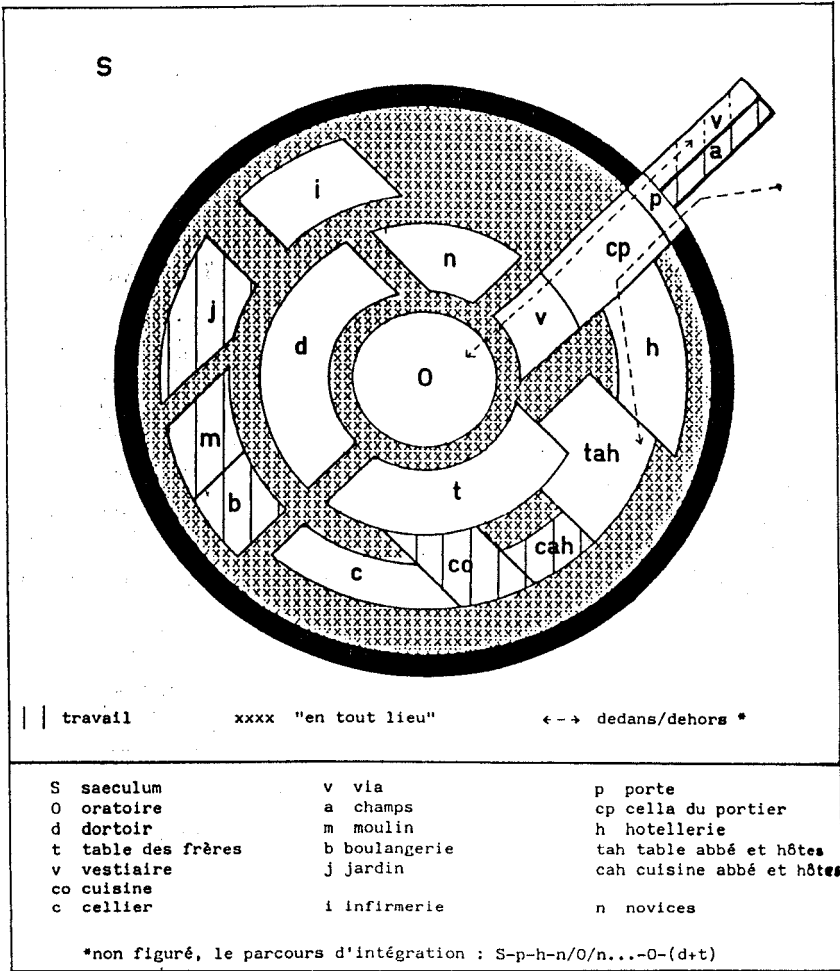 S
v
a
i
p
n
cp
j
v
d
h
O
m
tah
t
b
cah
co
c
| | travail xxxx "en tout lieu" ←--→ dedans/dehors *
S saeculum v via p porte
O oratoire a champs cp cella du portier
d dortoir m moulin h hotellerie
t table des frères b boulangerie tah table abbé et hôtes
v vestiaire j jardin cah cuisine abbé et hôtes
co cuisine
c cellier i infirmerie n novices
*non figuré, le parcours d'intégration : S-p-h-n/O/n...-O-(d+t)